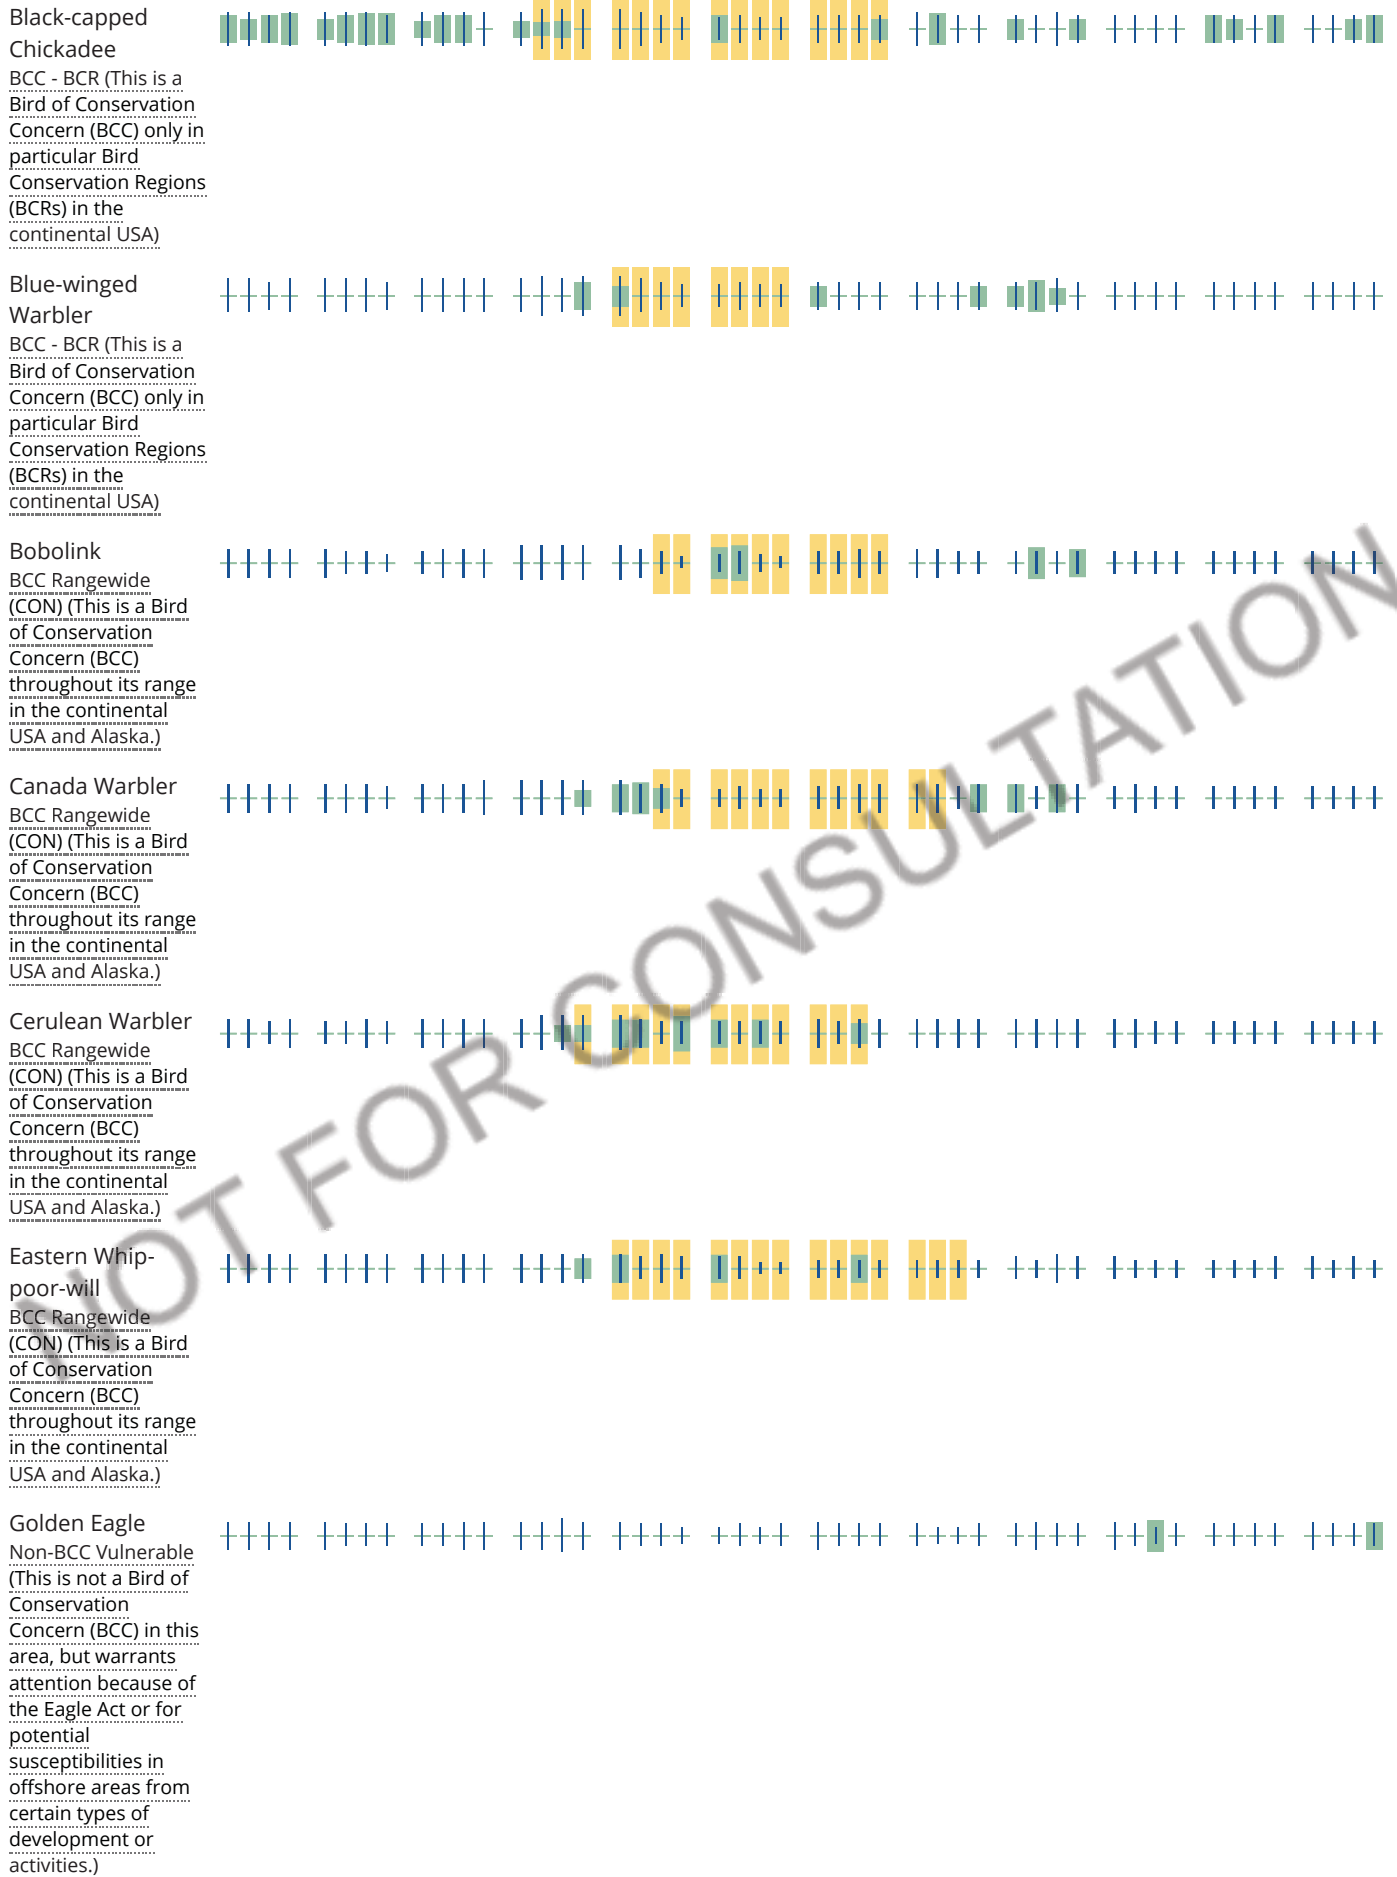 Black-capped
Chickadee
BCC - BCR (This is a
Bird of Conservation
Concern (BCC) only in
particular Bird
Conservation Regions
(BCRs) in the
continental USA)
Blue-winged
Warbler
BCC - BCR (This is a
Bird of Conservation
Concern (BCC) only in
particular Bird
Conservation Regions
(BCRs) in the
continental USA)
Bobolink
BCC Rangewide
(CON) (This is a Bird
of Conservation
Concern (BCC)
throughout its range
in the continental
USA and Alaska.)
Canada Warbler
BCC Rangewide
(CON) (This is a Bird
of Conservation
Concern (BCC)
throughout its range
in the continental
USA and Alaska.)
Cerulean Warbler
BCC Rangewide
(CON) (This is a Bird
of Conservation
Concern (BCC)
throughout its range
in the continental
USA and Alaska.)
Eastern Whip-
poor-will
BCC Rangewide
(CON) (This is a Bird
of Conservation
Concern (BCC)
throughout its range
in the continental
USA and Alaska.)
Golden Eagle
Non-BCC Vulnerable
(This is not a Bird of
Conservation
Concern (BCC) in this
area, but warrants
attention because of
the Eagle Act or for
potential
susceptibilities in
offshore areas from
certain types of
development or
activities.)
NOT FOR CONSULTATION